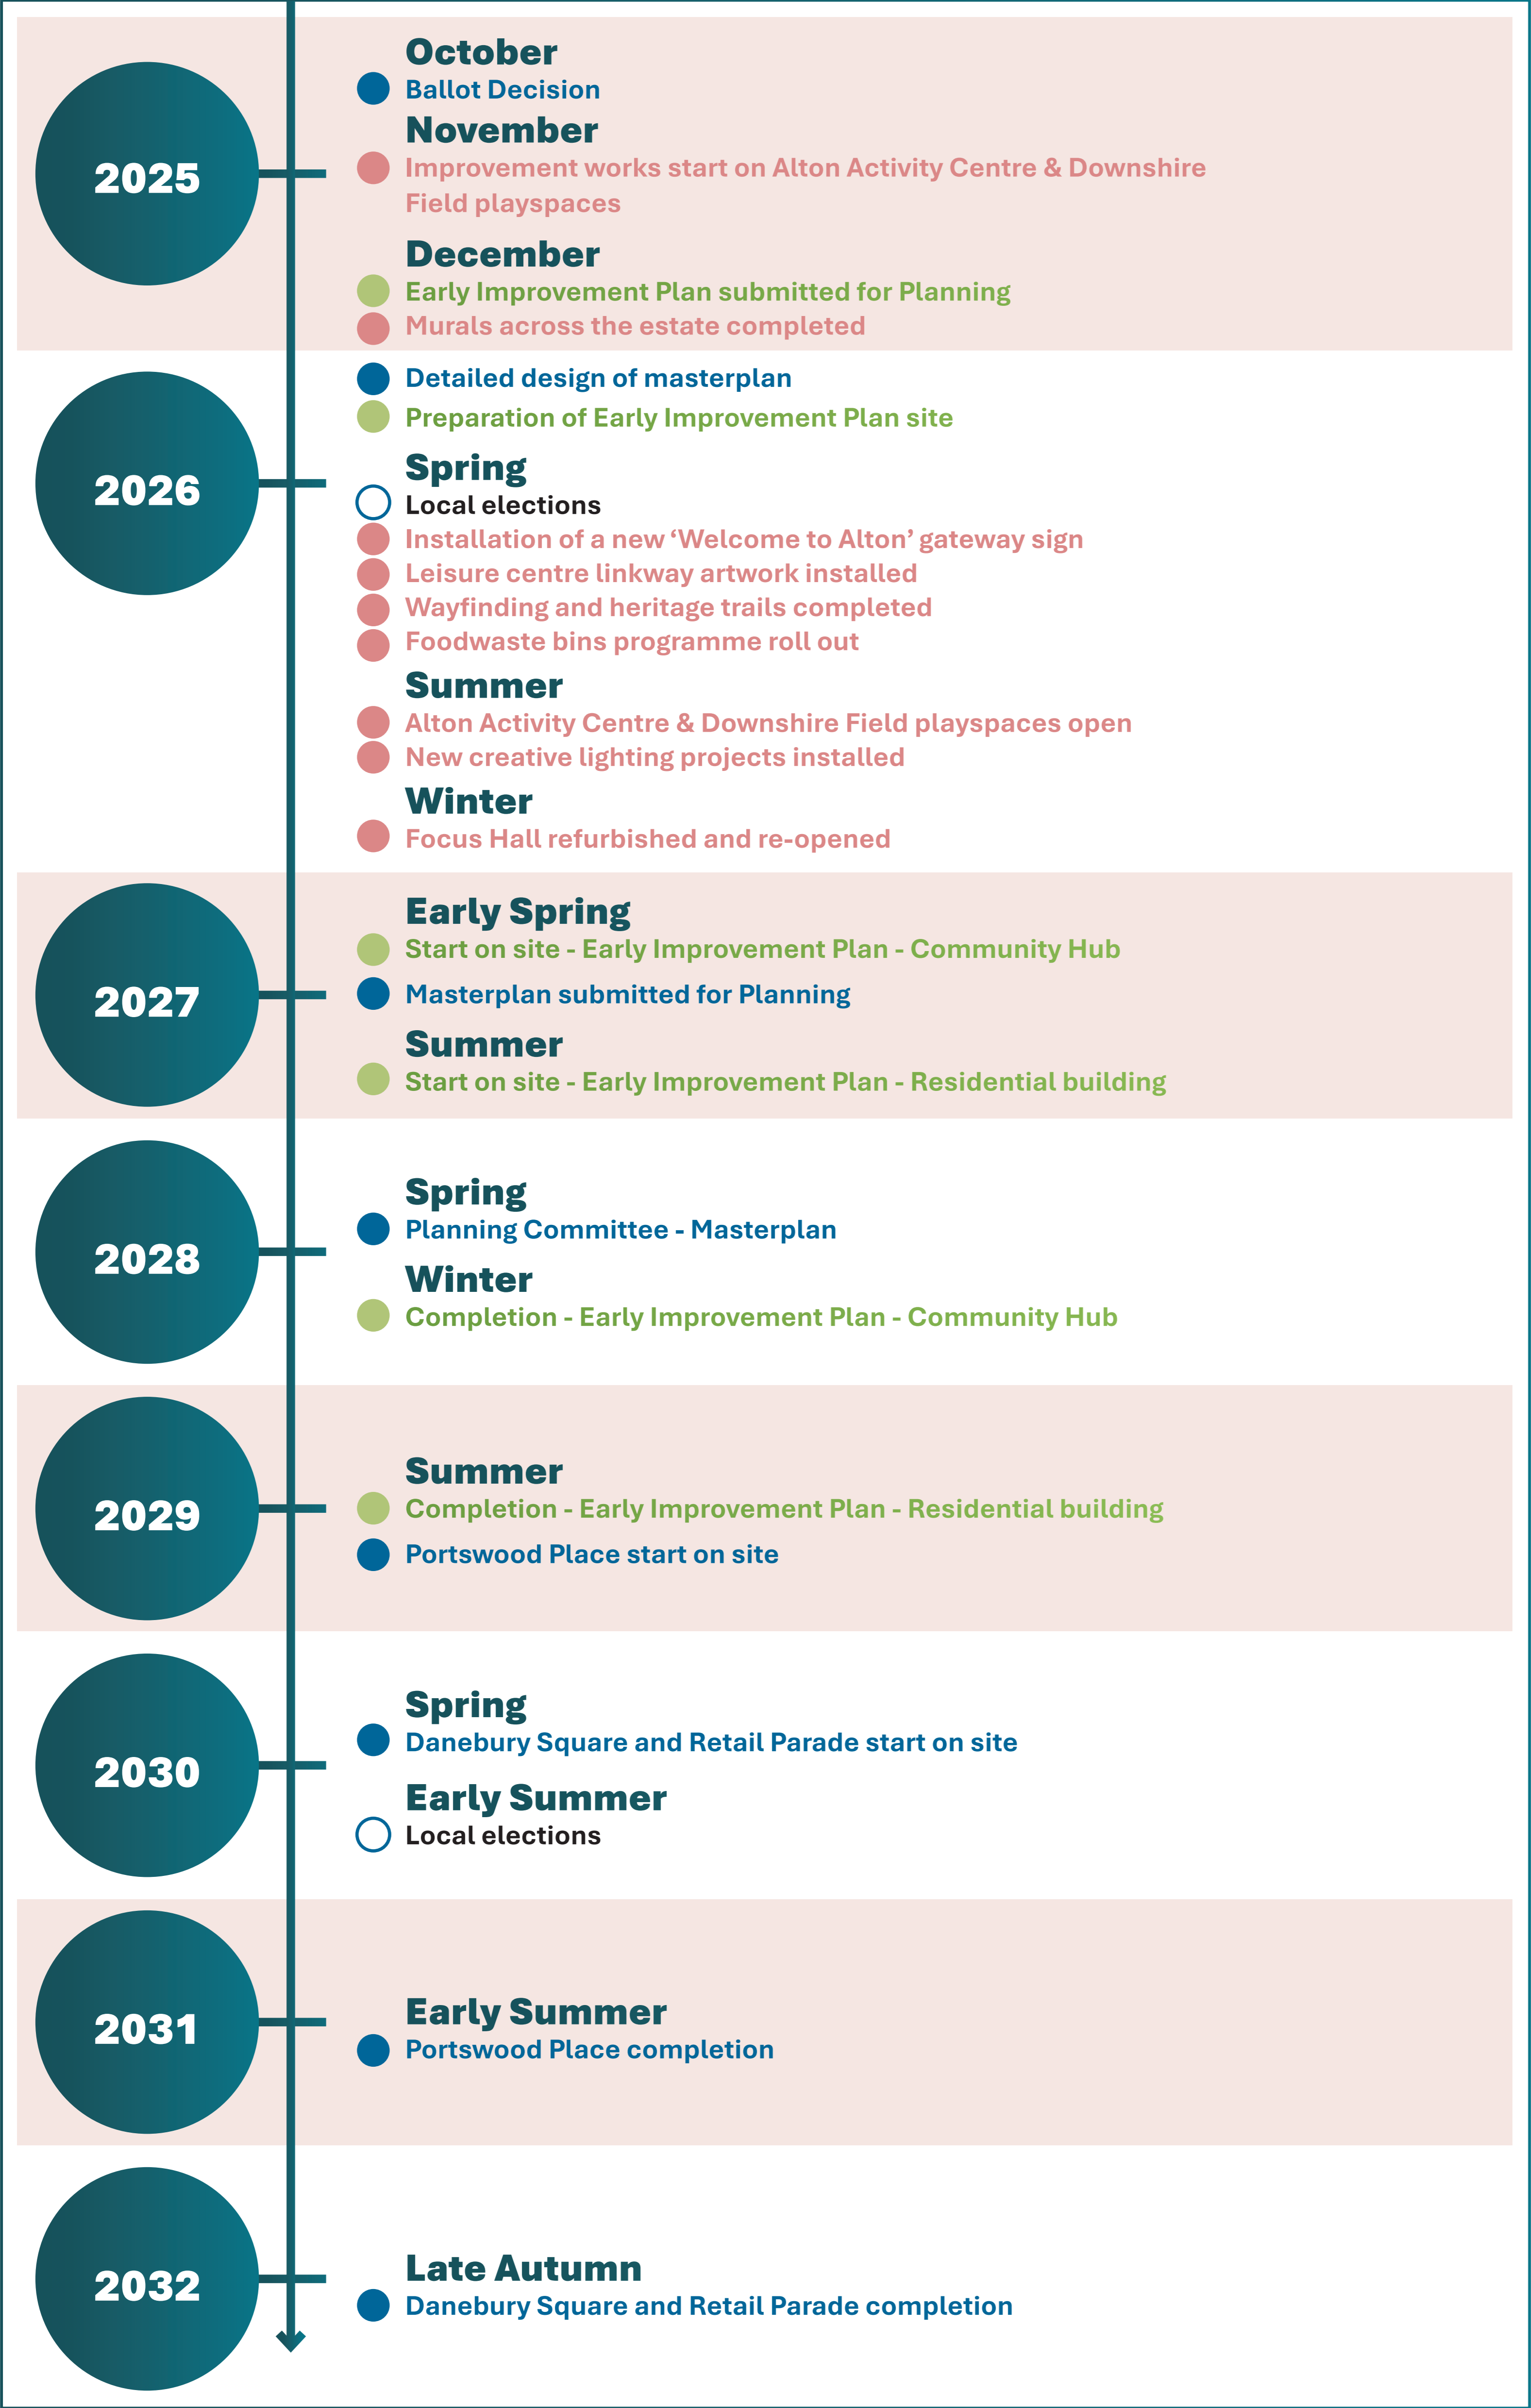 October
Ballot Decision
November
2025
Improvement works start on Alton Activity Centre & Downshire
Field playspaces
December
Early Improvement Plan submitted for Planning
Murals across the estate completed
2026
Detailed design of masterplan
Preparation of Early Improvement Plan site
Spring
Local elections
Installation of a new ‘Welcome to Alton’ gateway sign
Leisure centre linkway artwork installed
Wayfinding and heritage trails completed
Foodwaste bins programme roll out
Summer
Alton Activity Centre & Downshire Field playspaces open
New creative lighting projects installed
Winter
Focus Hall refurbished and re-opened
2027
Early Spring
Start on site - Early Improvement Plan - Community Hub
Masterplan submitted for Planning
Summer
Start on site - Early Improvement Plan - Residential building
2028
Spring
Planning Committee - Masterplan
Winter
Completion - Early Improvement Plan - Community Hub
2029
Summer
Completion - Early Improvement Plan - Residential building
Portswood Place start on site
2030
Spring
Danebury Square and Retail Parade start on site
Early Summer
Local elections
2031
Early Summer
Portswood Place completion
2032
Late Autumn
Danebury Square and Retail Parade completion